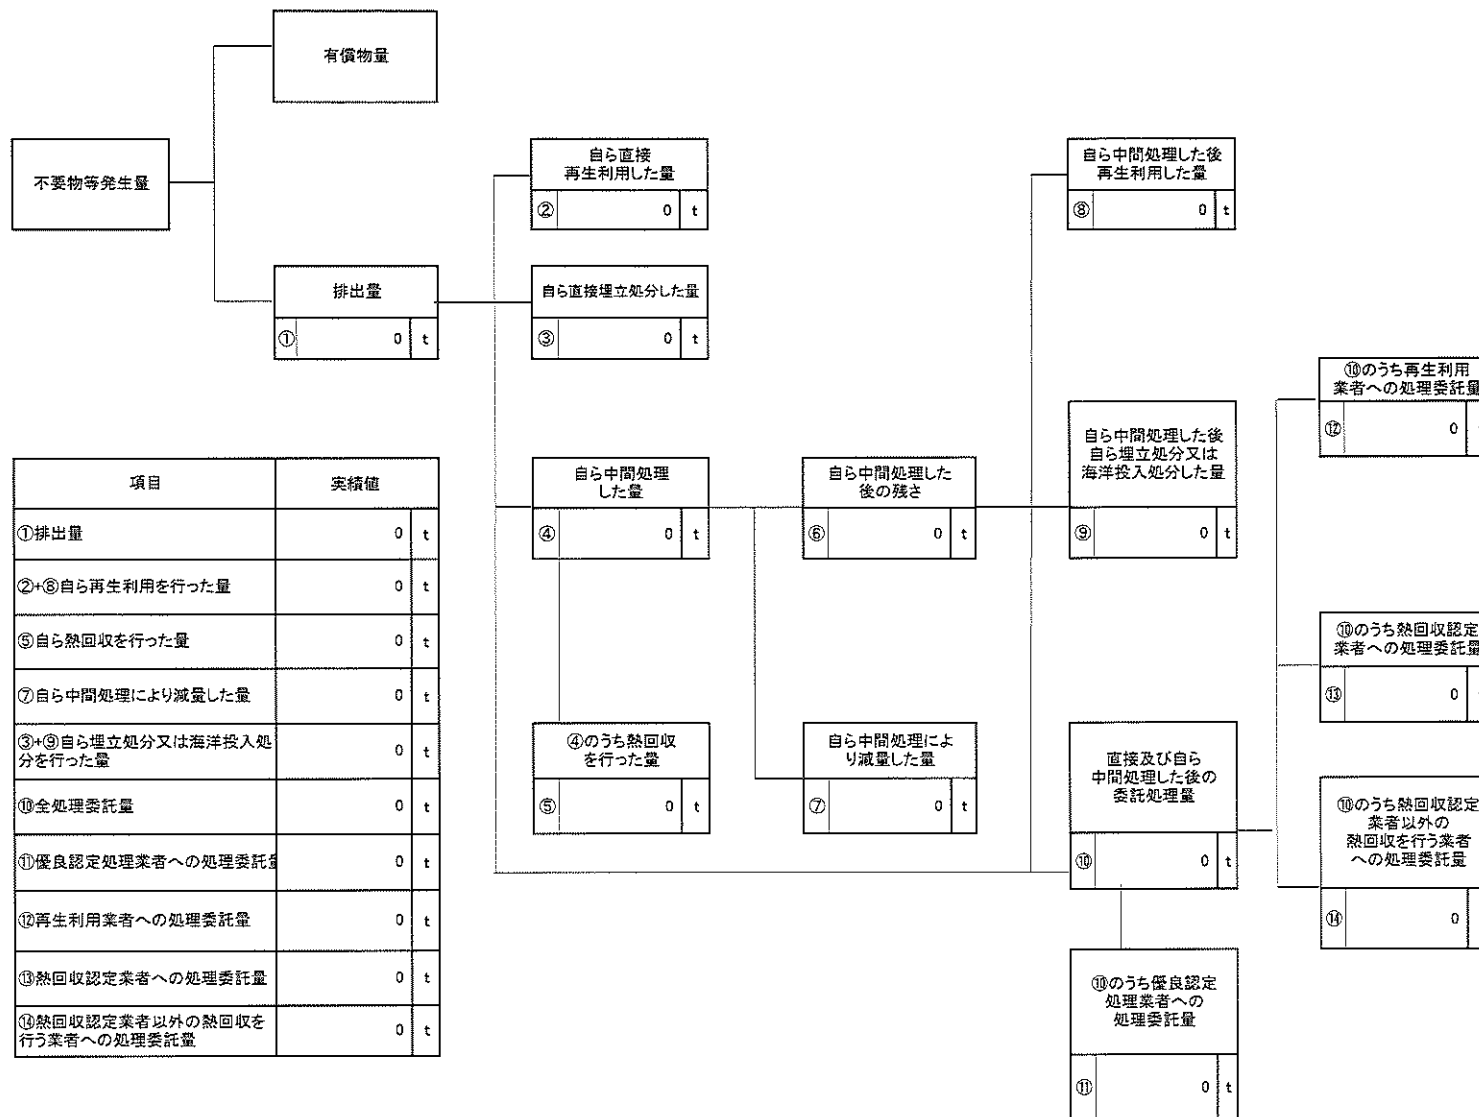 有償物量
不要物等発生量
排出量
① 0 t
自ら直接
再生利用した量
② 0 t
自ら直接埋立処分した量
③ 0 t
自ら中間処理
した量
④ 0 t
④のうち熱回収
を行った量
⑤ 0 t
自ら中間処理した
後の残さ
⑥ 0 t
自ら中間処理によ
り減量した量
⑦ 0 t
自ら中間処理した後
再生利用した量
⑧ 0 t
自ら中間処理した後
自ら埋立処分又は
海洋投入処分した量
⑨ 0 t
直接及び自ら
中間処理した後の
委託処理量
⑩ 0 t
⑩のうち優良認定
処理業者への
処理委託量
⑪ 0 t
⑩のうち再生利用
業者への処理委託量
⑫ 0
⑩のうち熱回収認定
業者への処理委託量
⑬ 0
⑩のうち熱回収認定
業者以外の
熱回収を行う業者
への処理委託量
⑭ 0
項目 実績値
①排出量 0 t
②+⑧自ら再生利用を行った量 0 t
⑤自ら熱回収を行った量 0 t
⑦自ら中間処理により減量した量 0 t
③+⑨自ら埋立処分又は海洋投入処
分を行った量 0 t
⑩全処理委託量 0 t
⑪優良認定処理業者への処理委託量 0 t
⑫再生利用業者への処理委託量 0 t
⑬熱回収認定業者への処理委託量 0 t
⑭熱回収認定業者以外の熱回収を
行う業者への処理委託量 0 t